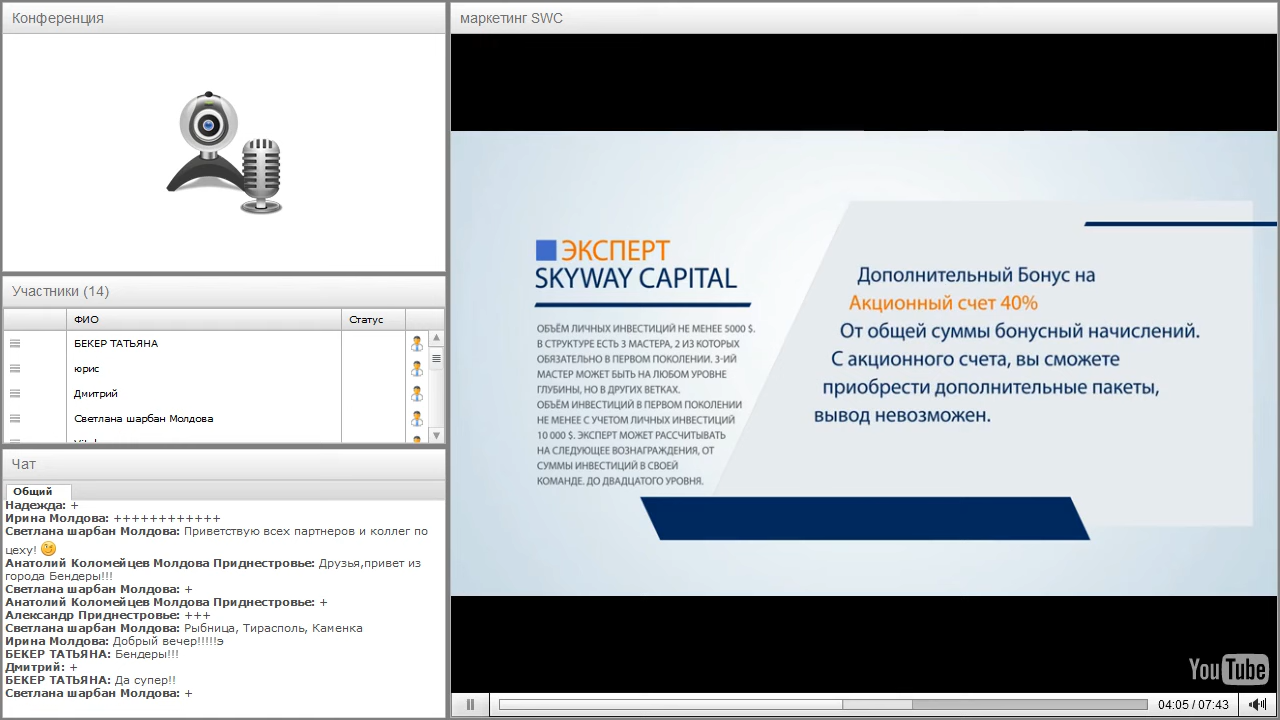 Конференция
Участники (14)
ФИО
Статус
БЕКЕР ТАТЬЯНА
юрис
Дмитрий
Светлана шарбан Молдова
Чат
Общий
Надежда: +
Ирина Молдова: ++++++++++++
Светлана шарбан Молдова: Приветствую всех партнеров и коллег по
цеху!
Анатолий Коломейцев Молдова Приднестровье: Друзья,привет из
города Бендеры!!!
Светлана шарбан Молдова: +
Анатолий Коломейцев Молдова Приднестровье: +
Александр Приднестровье: +++
Светлана шарбан Молдова: Рыбница, Тирасполь, Каменка
Ирина Молдова: Добрый вечер!!!!!э
БЕКЕР ТАТЬЯНА: Бендеры!!!
Дмитрий: +
БЕКЕР ТАТЬЯНА: Да супер!!
Светлана шарбан Молдова: +
маркетинг SWC
ЭКСПЕРТ
SKYWAY CAPITAL
ОБЪЁМ ЛИЧНЫХ ИНВЕСТИЦИЙ НЕ МЕНЕЕ 5000 $.
В СТРУКТУРЕ ЕСТЬ 3 МАСТЕРА, 2 ИЗ КОТОРЫХ
ОБЯЗАТЕЛЬНО В ПЕРВОМ ПОКОЛЕНИИ. 3-ИЙ
МАСТЕР МОЖЕТ БЫТЬ НА ЛЮБОМ УРОВНЕ
ГЛУБИНЫ, НО В ДРУГИХ ВЕТКАХ.
ОБЪЁМ ИНВЕСТИЦИЙ В ПЕРВОМ ПОКОЛЕНИИ
НЕ МЕНЕЕ С УЧЕТОМ ЛИЧНЫХ ИНВЕСТИЦИЙ
10 000 $. ЭКСПЕРТ МОЖЕТ РАССЧИТЫВАТЬ
НА СЛЕДУЮЩЕЕ ВОЗНАГРАЖДЕНИЯ, ОТ
СУММЫ ИНВЕСТИЦИЙ В СВОЕЙ
КОМАНДЕ. ДО ДВАДЦАТОГО УРОВНЯ.
Дополнительный Бонус на
Акционный счет 40%
От общей суммы бонусный начислений.
С акционного счета, вы сможете
приобрести дополнительные пакеты,
вывод невозможен.
YouTube
04:05 / 07:43